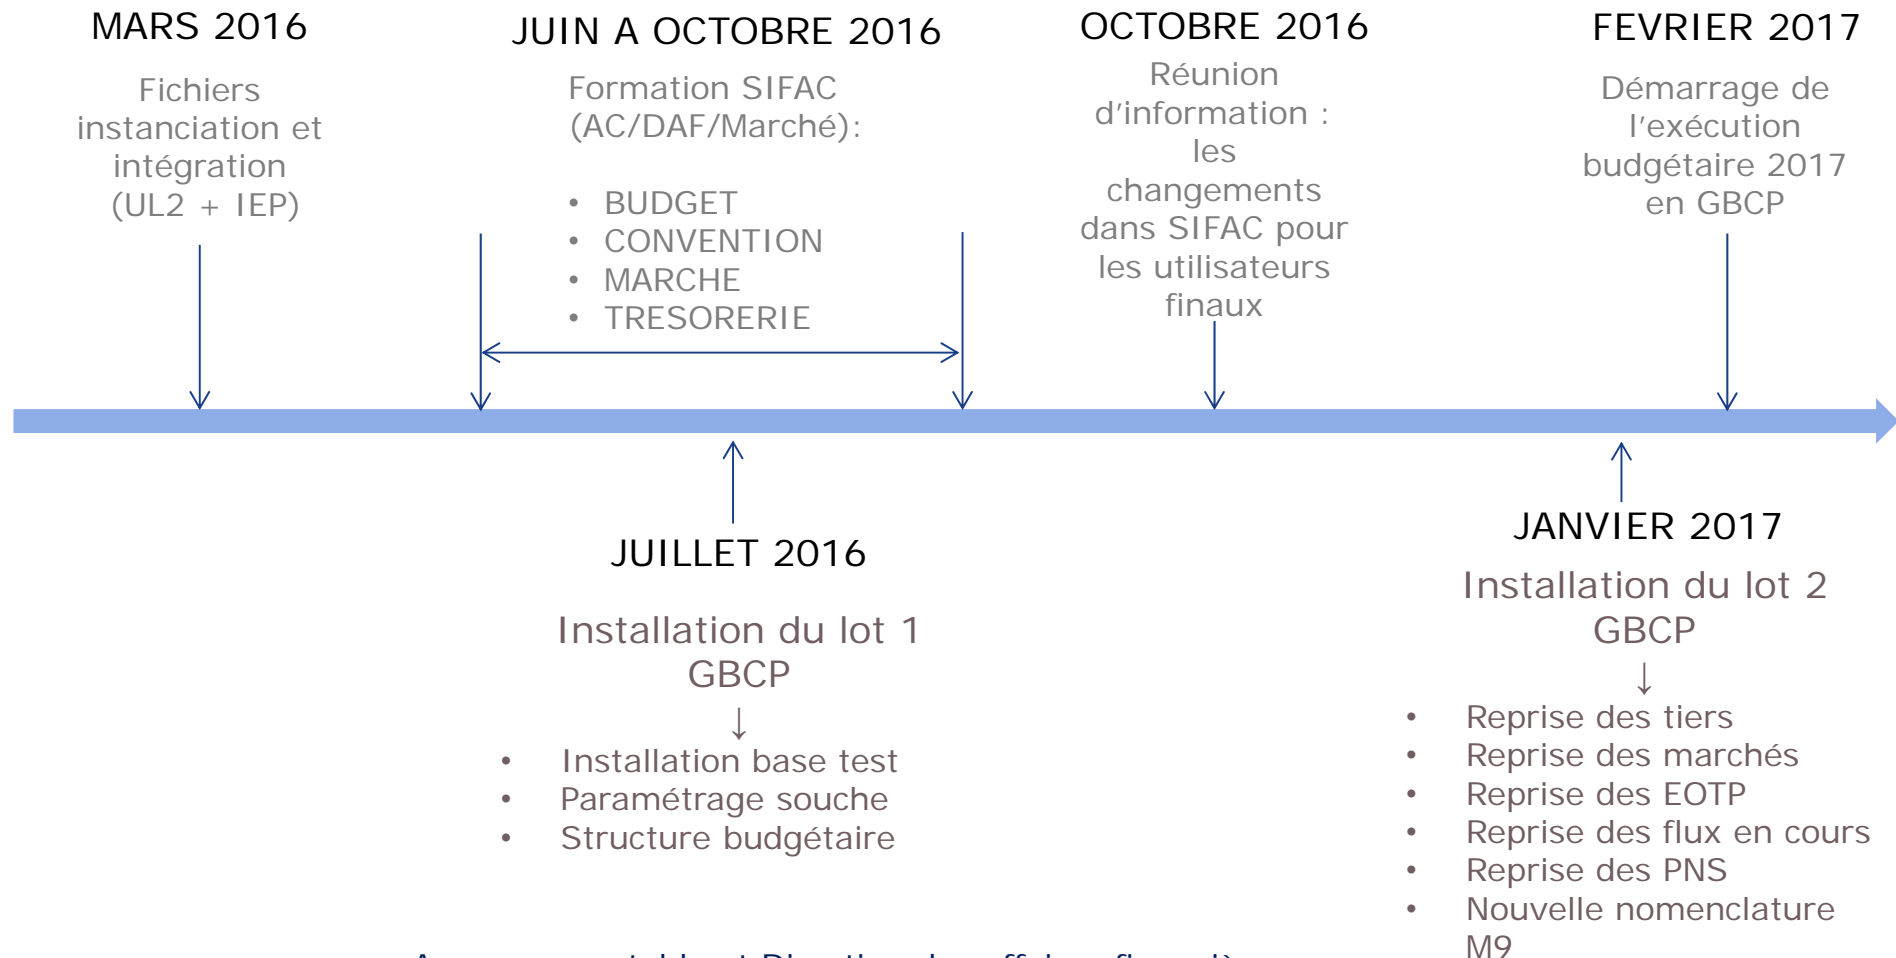 MARS 2016
Fichiers
instanciation et
intégration
(UL2 + IEP)
JUIN A OCTOBRE 2016
Formation SIFAC
(AC/DAF/Marché):
• BUDGET
• CONVENTION
• MARCHE
• TRESORERIE
OCTOBRE 2016
Réunion
d'information :
les
changements
dans SIFAC pour
les utilisateurs
finaux
FEVRIER 2017
Démarrage de
l'exécution
budgétaire 2017
en GBCP
JUILLET 2016
Installation du lot 1
GBCP
↓
• Installation base test
• Paramétrage souche
• Structure budgétaire
JANVIER 2017
Installation du lot 2
GBCP
↓
• Reprise des tiers
• Reprise des marchés
• Reprise des EOTP
• Reprise des flux en cours
• Reprise des PNS
• Nouvelle nomenclature
M9